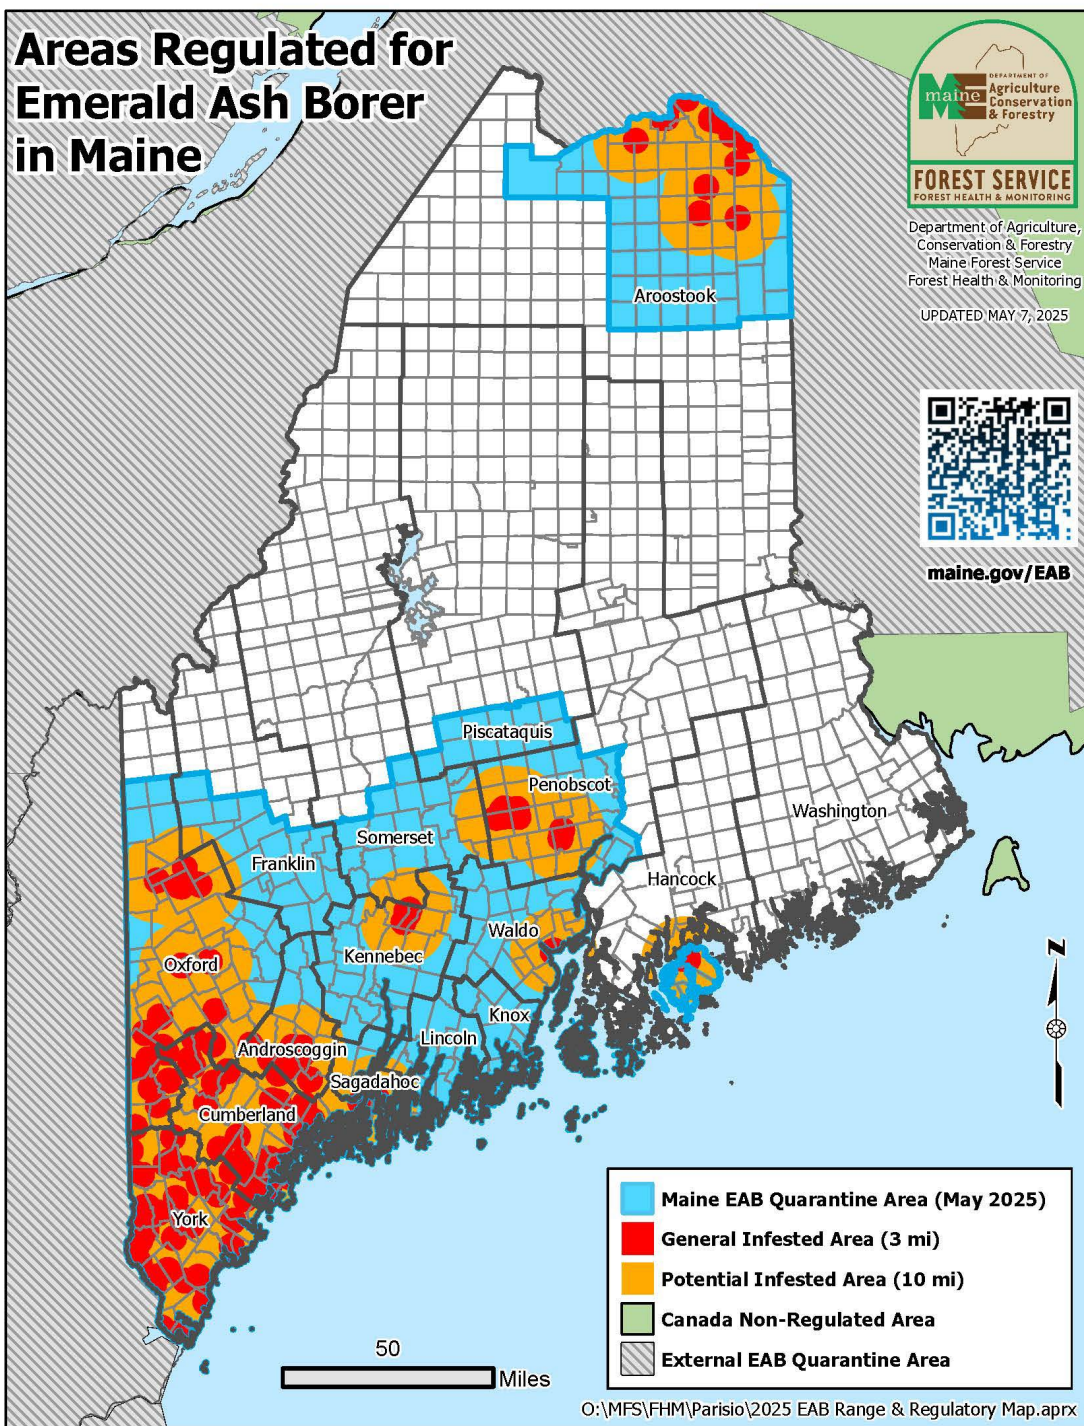 Areas Regulated for
Emerald Ash Borer
in Maine
maine
DEPARTMENT OF
Agriculture
Conservation
& Forestry
FOREST SERVICE
FOREST HEALTH & MONITORING
Department of Agriculture,
Conservation & Forestry
Maine Forest Service
Forest Health & Monitoring
UPDATED MAY 7, 2025
maine.gov/EAB
Aroostook
Piscataquis
Penobscot
Washington
Somerset
Franklin
Hancock
Waldo
Kennebec
Oxford
Knox
Lincoln
Androscoggin
Sagadahoc
Cumberland
York
N
Maine EAB Quarantine Area (May 2025)
General Infested Area (3 mi)
Potential Infested Area (10 mi)
Canada Non-Regulated Area
External EAB Quarantine Area
50
Miles
O:\MFS\FHM\Parisio\2025 EAB Range & Regulatory Map.aprx